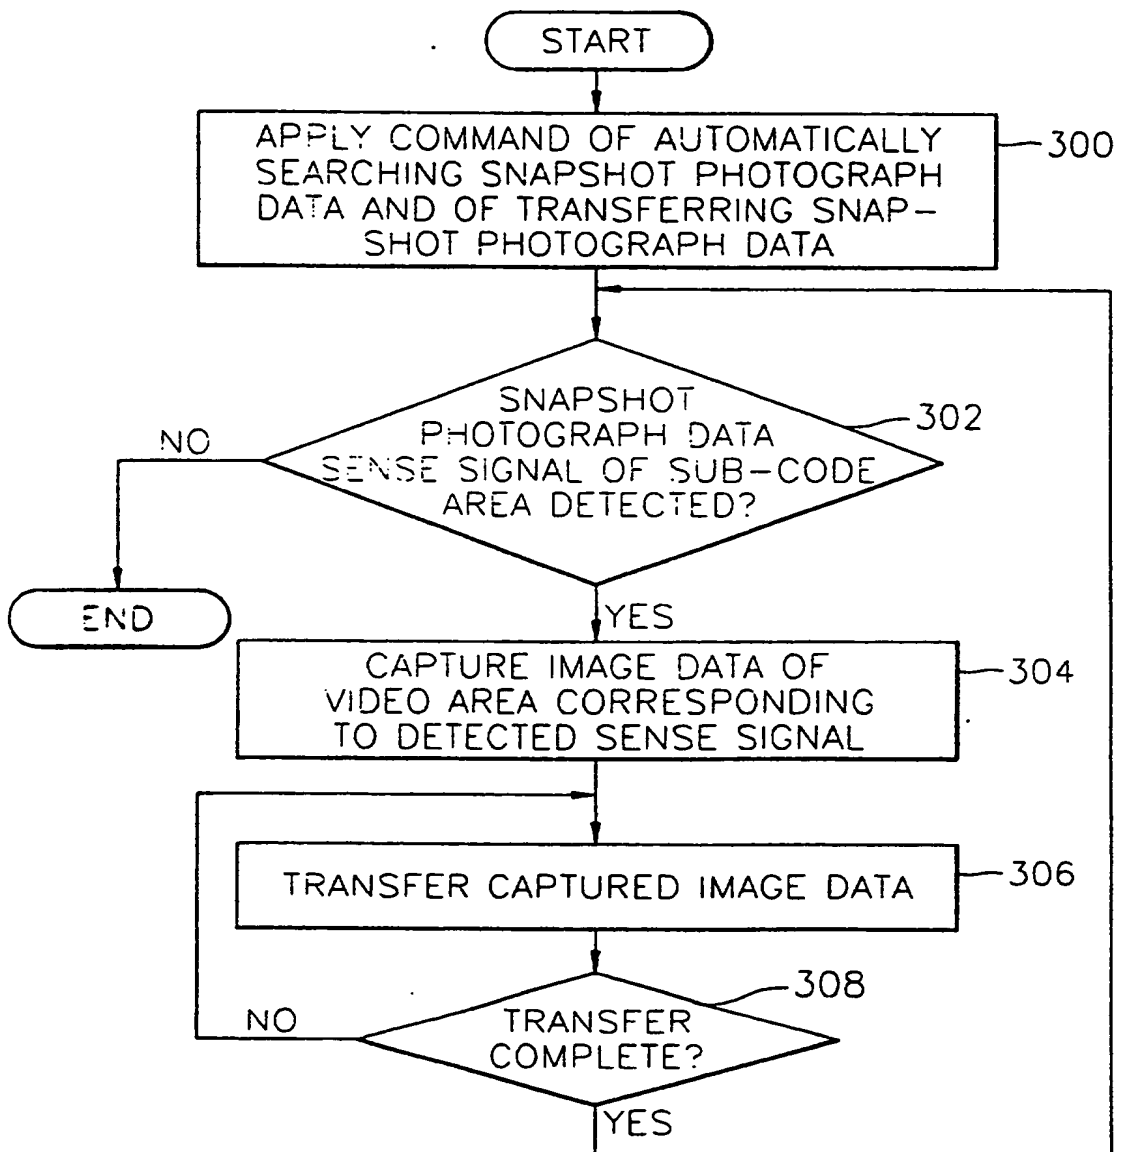 START
APPLY COMMAND OF AUTOMATICALLY
SEARCHING SNAPSHOT PHOTOGRAPH
DATA AND OF TRANSFERRING SNAP-
SHOT PHOTOGRAPH DATA
300
SNAPSHOT
PHOTOGRAPH DATA
SENSE SIGNAL OF SUB-CODE
AREA DETECTED?
302
NO
END
YES
CAPTURE IMAGE DATA OF
VIDEO AREA CORRESPONDING
TO DETECTED SENSE SIGNAL
304
TRANSFER CAPTURED IMAGE DATA
306
308
TRANSFER
COMPLETE?
NO
YES